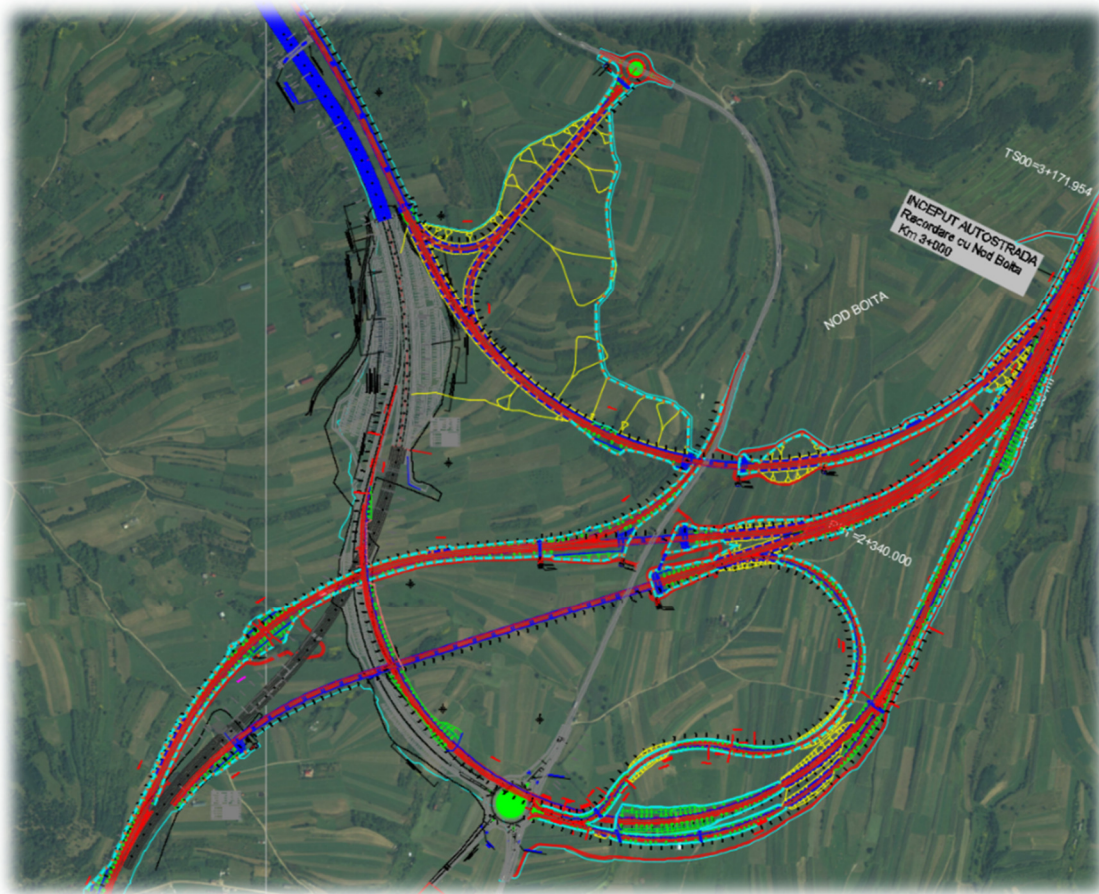 TS00=3+171.954
INCEPUT AUTOSTRADA
Racordare cu Nod Boita
Km 3+000
NOD BOITA
=2+340.000